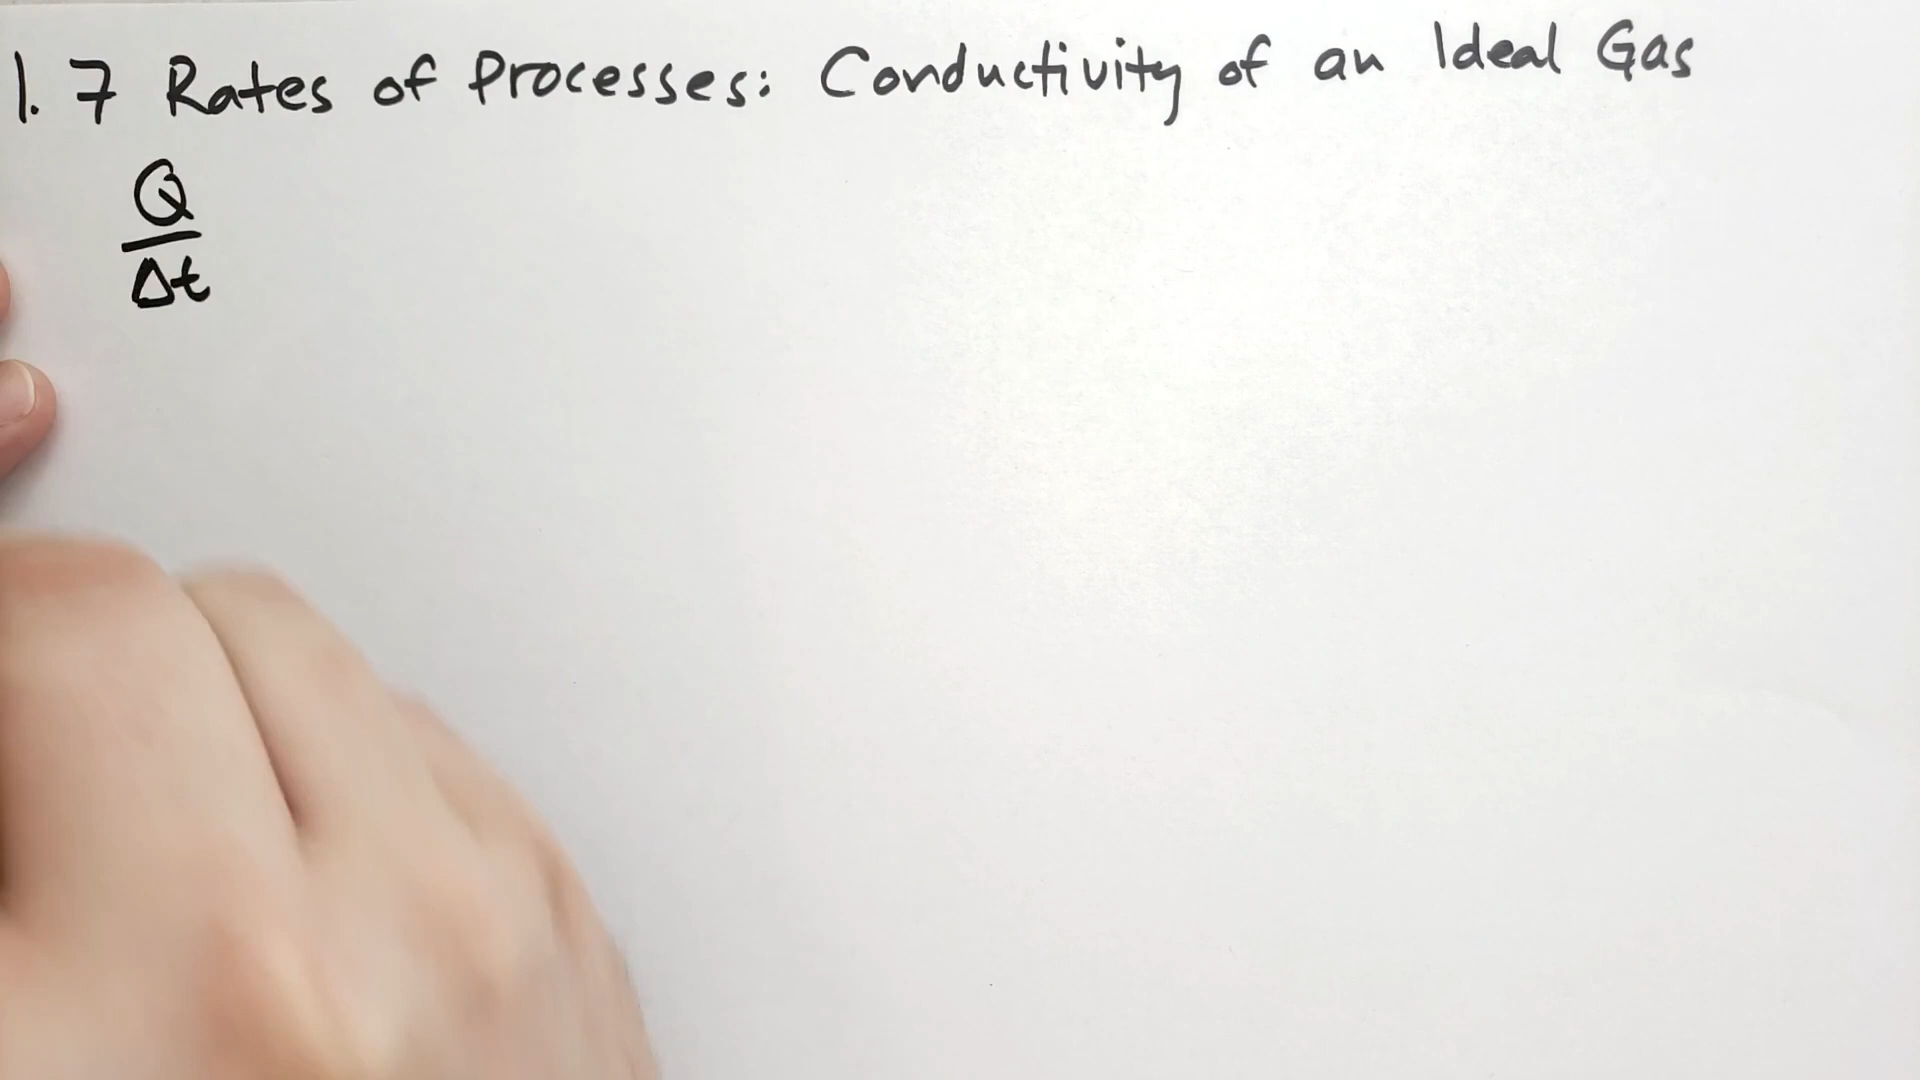 1.7 Rates of Processes: Conductivity of an Ideal Gas
Q
Δt